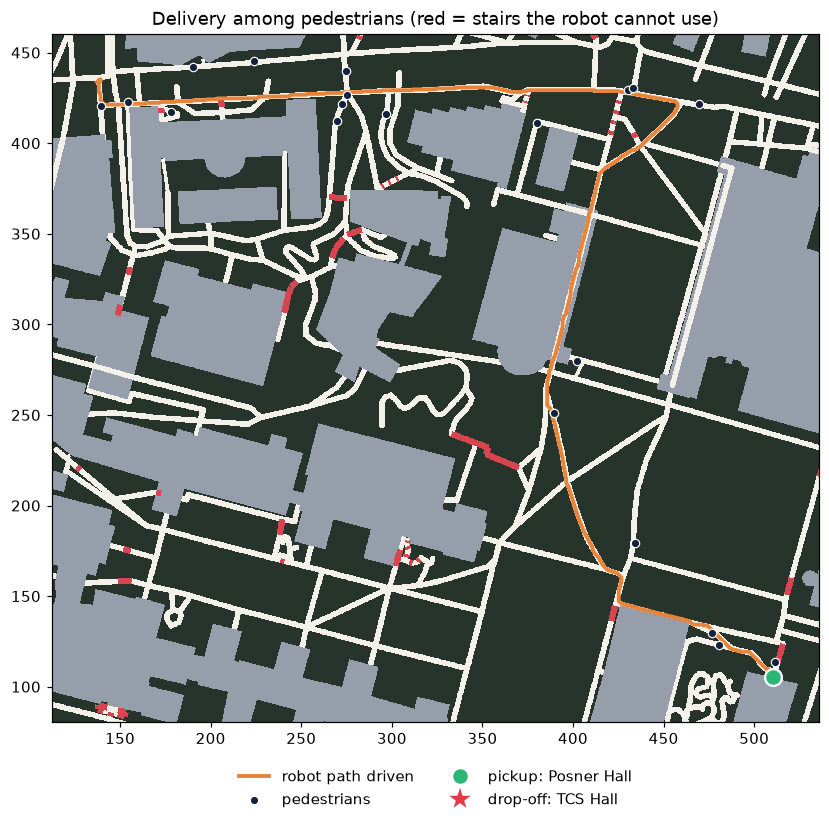 Delivery among pedestrians (red = stairs the robot cannot use)
450
400
350
300
250
200
150
100
150 200 250 300 350 400 450 500
robot path driven
pedestrians
pickup: Posner Hall
drop-off: TCS Hall